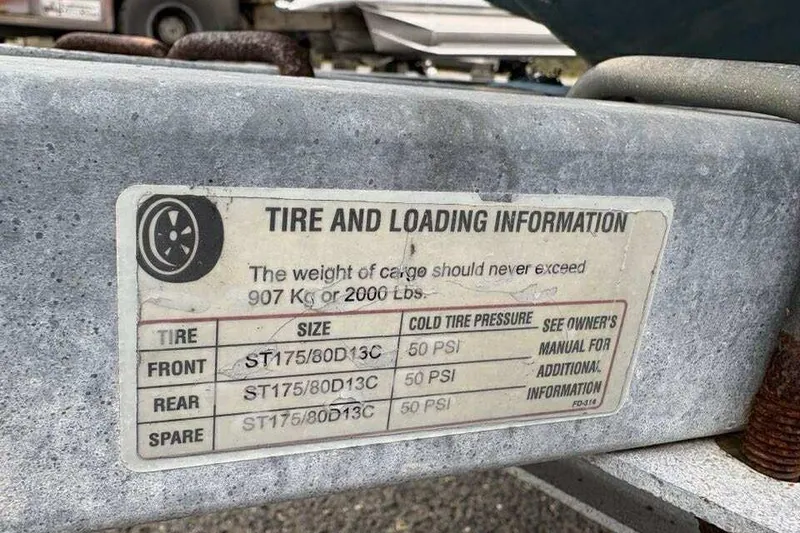 TIRE AND LOADING INFORMATION
The weight of cargo should never exceed
907 Kg or 2000 Lbs.
TIRE SIZE COLD TIRE PRESSURE SEE OWNER'S
MANUAL FOR
ADDITIONAL
INFORMATION
FRONT ST175/80D13C 50 PSI
REAR ST175/80D13C 50 PSI
SPARE ST175/80D13C 50 PSI